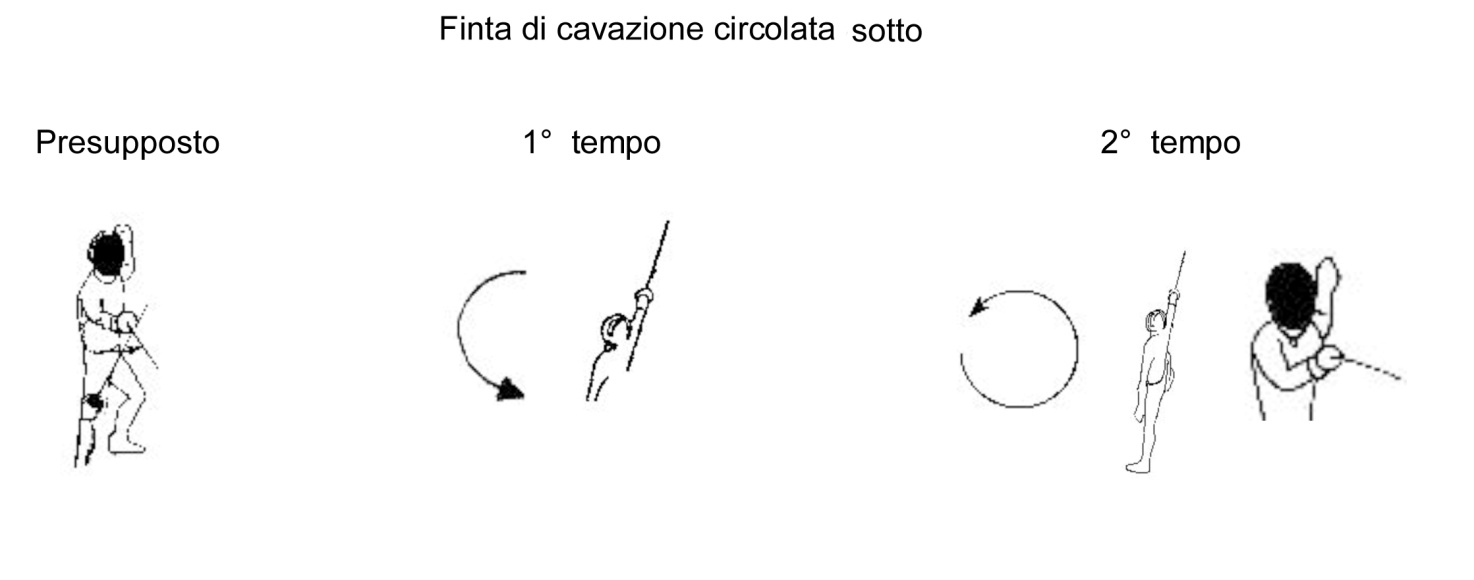 Finta di cavazione circolata sotto
Presupposto
1° tempo
2° tempo